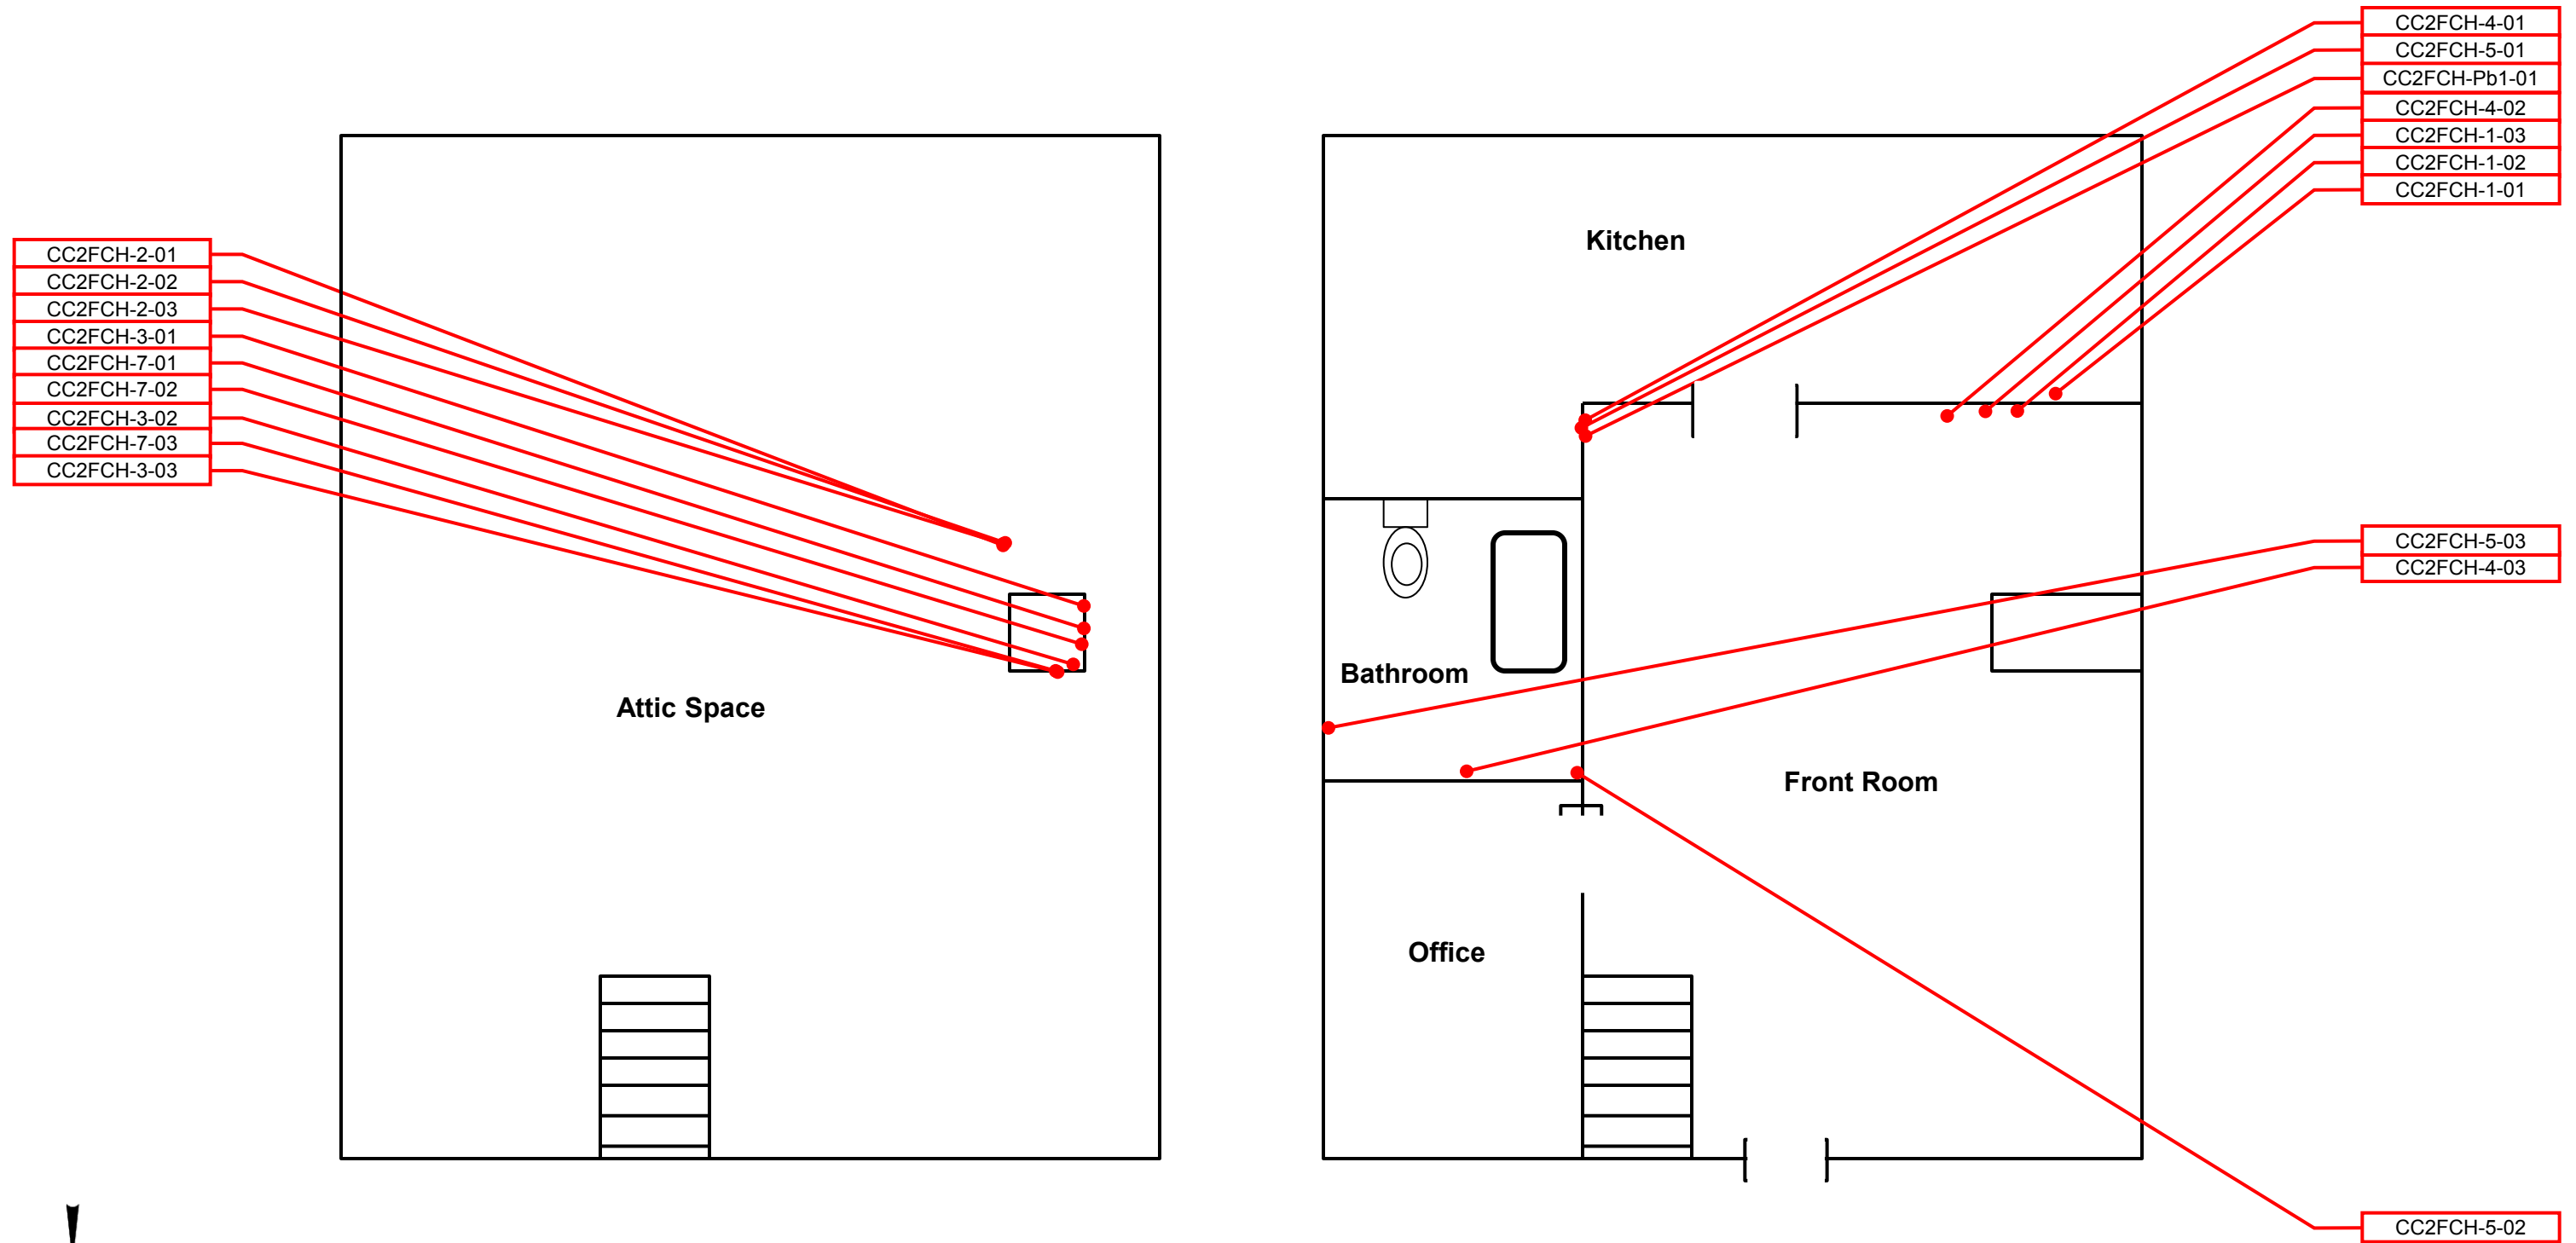 CC2FCH-4-01
CC2FCH-5-01
CC2FCH-Pb1-01
CC2FCH-4-02
CC2FCH-1-03
CC2FCH-1-02
CC2FCH-1-01
Kitchen
CC2FCH-2-01
CC2FCH-2-02
CC2FCH-2-03
CC2FCH-3-01
CC2FCH-7-01
CC2FCH-7-02
CC2FCH-3-02
CC2FCH-7-03
CC2FCH-3-03
CC2FCH-5-03
CC2FCH-4-03
Bathroom
Attic Space
Front Room
Office
CC2FCH-5-02